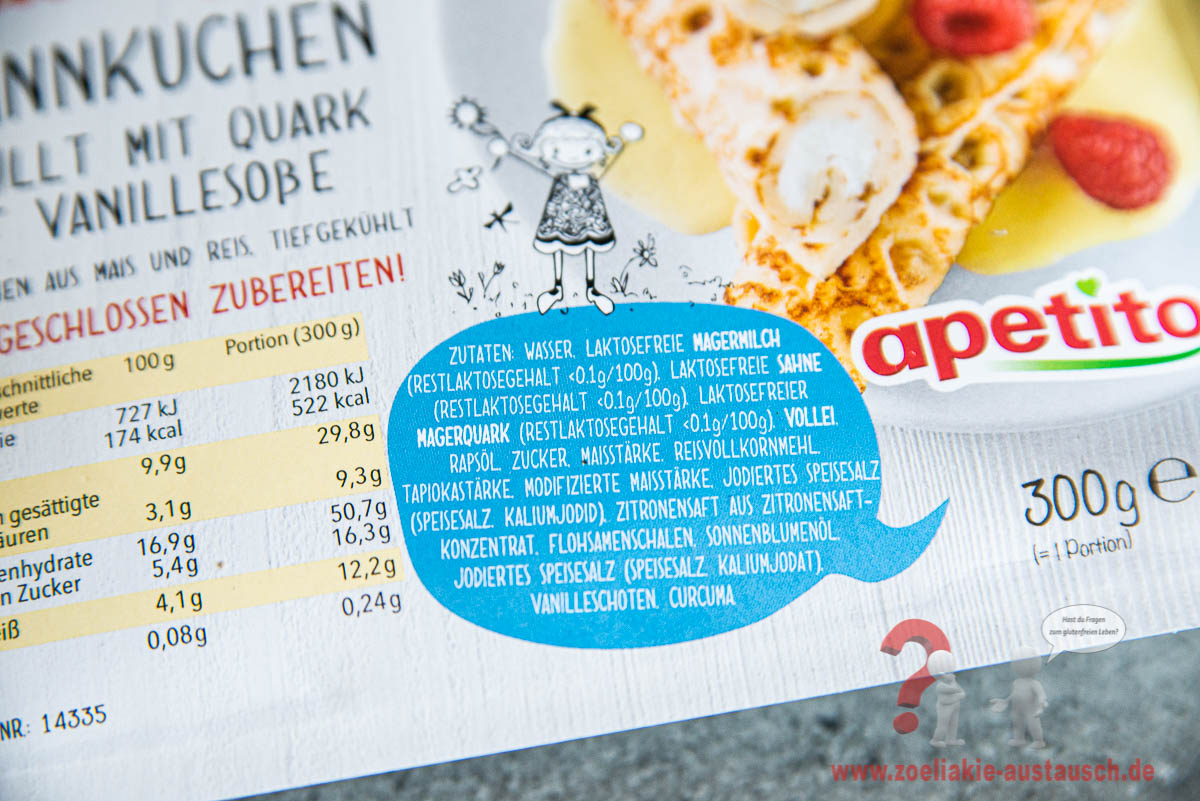 NNKUCHEN
LLT MIT QUARK
VANILLESOßE
EN AUS MAIS UND REIS, TIEFGEKÜHLT
GESCHLOSSEN ZUBEREITEN!
chnittliche 100 g Portion (300 g)
erte
ie 727 kJ 2180 kJ
174 kcal 522 kcal
9,9g 29,8g
n gesättigte
äuren 3,1g 9,3g
enhydrate 16,9g 50,7g
n Zucker 5,4g 16,3g
iß 4,1g 12,2g
0,08g 0,24g
NR.: 14335
ZUTATEN: WASSER, LAKTOSEFREIE MAGERMILCH
(RESTLAKTOSEGEHALT <0.1g/100g), LAKTOSEFREIE SAHNE
(RESTLAKTOSEGEHALT <0.1g/100g), LAKTOSEFREIER
MAGERQUARK (RESTLAKTOSEGEHALT <0.1g/100g), VOLLEI,
RAPSÖL, ZUCKER, MAISSTÄRKE, REISVOLLKORNMEHL,
TAPIOKASTÄRKE, MODIFIZIERTE MAISSTÄRKE, JODIERTES SPEISESALZ
(SPEISESALZ, KALIUMJODID), ZITRONENSAFT AUS ZITRONENSAFT-
KONZENTRAT, FLOHSAMENSCHALEN, SONNENBLUMENÖL,
JODIERTES SPEISESALZ (SPEISESALZ, KALIUMJODAT),
VANILLESCHOTEN, CURCUMA
apetito
300g e
(= 1 Portion)
Hast du Fragen
zum glutenfreien Leben?
?
www.zoeliakie-austausch.de